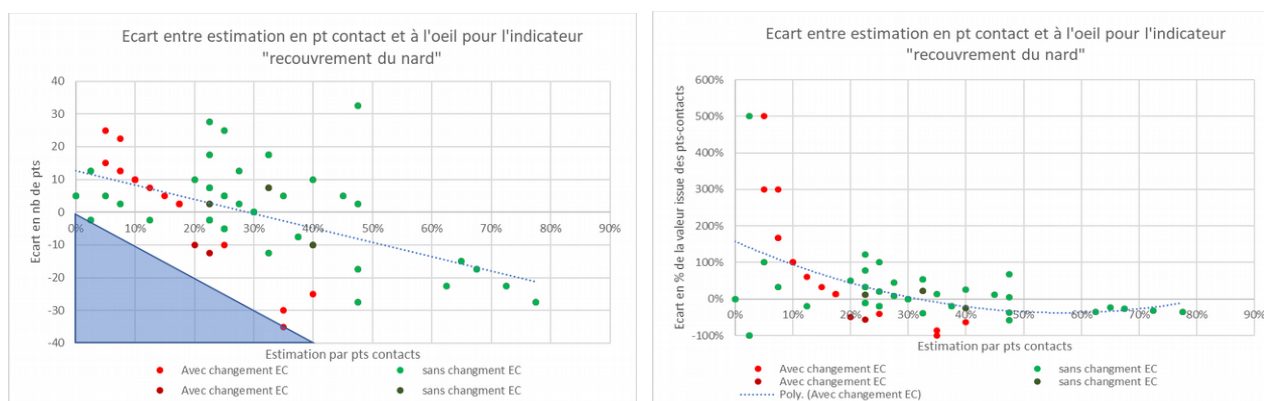 Ecart entre estimation en pt contact et à l'oeil pour l'indicateur
"recouvrement du nard"
40
30
20
10
0
-10
-20
-30
-40
Ecart en nb de pts
0% 10% 20% 30% 40% 50% 60% 70% 80% 90%
Estimation par pts contacts
Avec changement EC
sans changment EC
Avec changement EC
sans changment EC
Ecart entre estimation en pt contact et à l'oeil pour l'indicateur
"recouvrement du nard"
600%
500%
400%
300%
200%
100%
0%
-100%
Ecart en % de la valeur issue des pts-contacts
0% 10% 20% 30% 40% 50% 60% 70% 80% 90%
Estimation par pts contacts
Avec changement EC
sans changment EC
Avec changement EC
sans changment EC
Poly. (Avec changement EC)